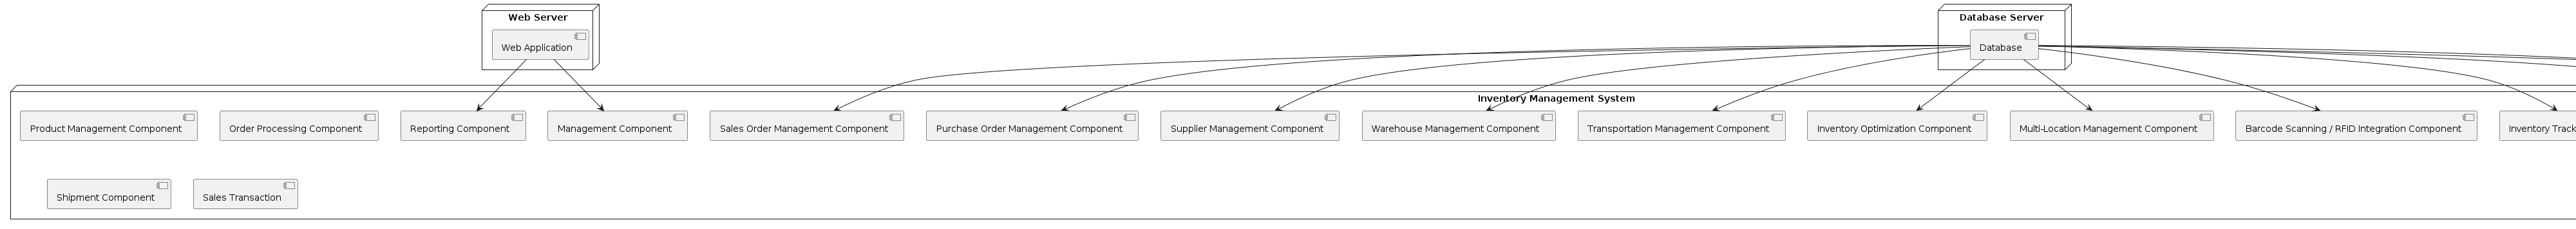 Web Server
Web Application
Database Server
Database
Inventory Management System
Product Management Component
Order Processing Component
Reporting Component
Management Component
Sales Order Management Component
Purchase Order Management Component
Supplier Management Component
Warehouse Management Component
Transportation Management Component
Inventory Optimization Component
Multi-Location Management Component
Barcode Scanning / RFID Integration Component
Inventory Track
Shipment Component
Sales Transaction